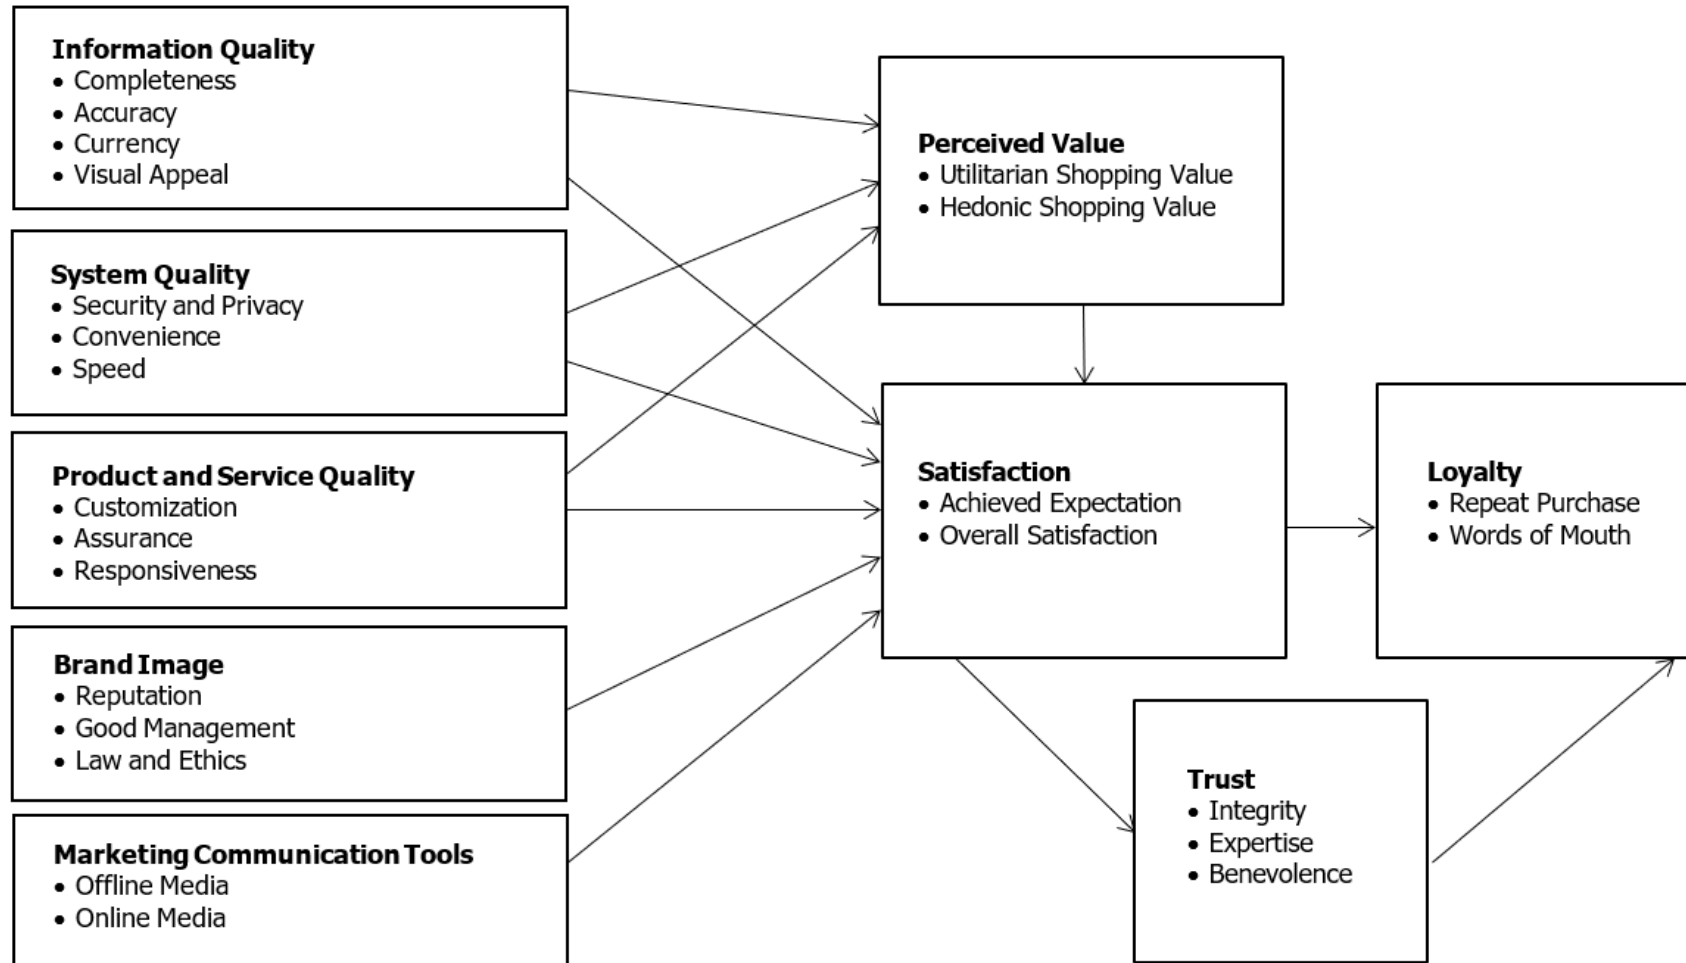 Information Quality
• Completeness
• Accuracy
• Currency
• Visual Appeal
System Quality
• Security and Privacy
• Convenience
• Speed
Product and Service Quality
• Customization
• Assurance
• Responsiveness
Brand Image
• Reputation
• Good Management
• Law and Ethics
Marketing Communication Tools
• Offline Media
• Online Media
Perceived Value
• Utilitarian Shopping Value
• Hedonic Shopping Value
Satisfaction
• Achieved Expectation
• Overall Satisfaction
Trust
• Integrity
• Expertise
• Benevolence
Loyalty
• Repeat Purchase
• Words of Mouth